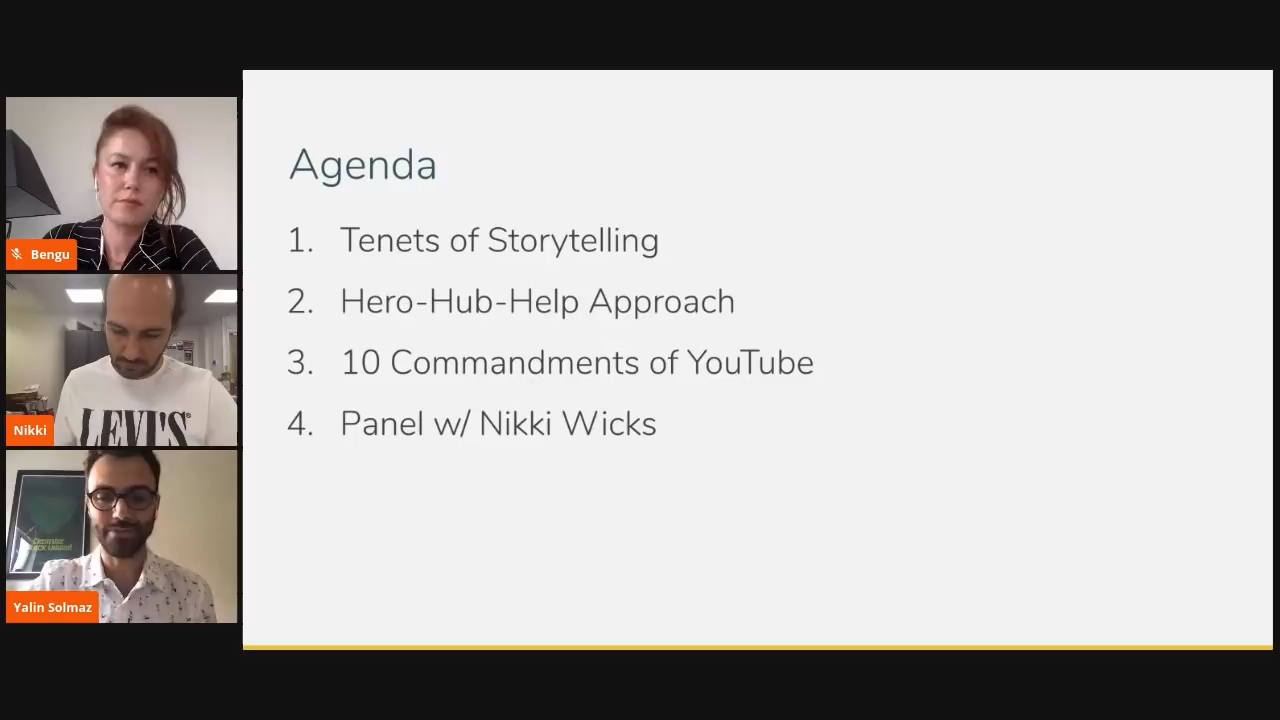 Agenda
1. Tenets of Storytelling
2. Hero-Hub-Help Approach
3. 10 Commandments of YouTube
4. Panel w/ Nikki Wicks
Bengu
LEVI'S®
Nikki
Yalin Solmaz